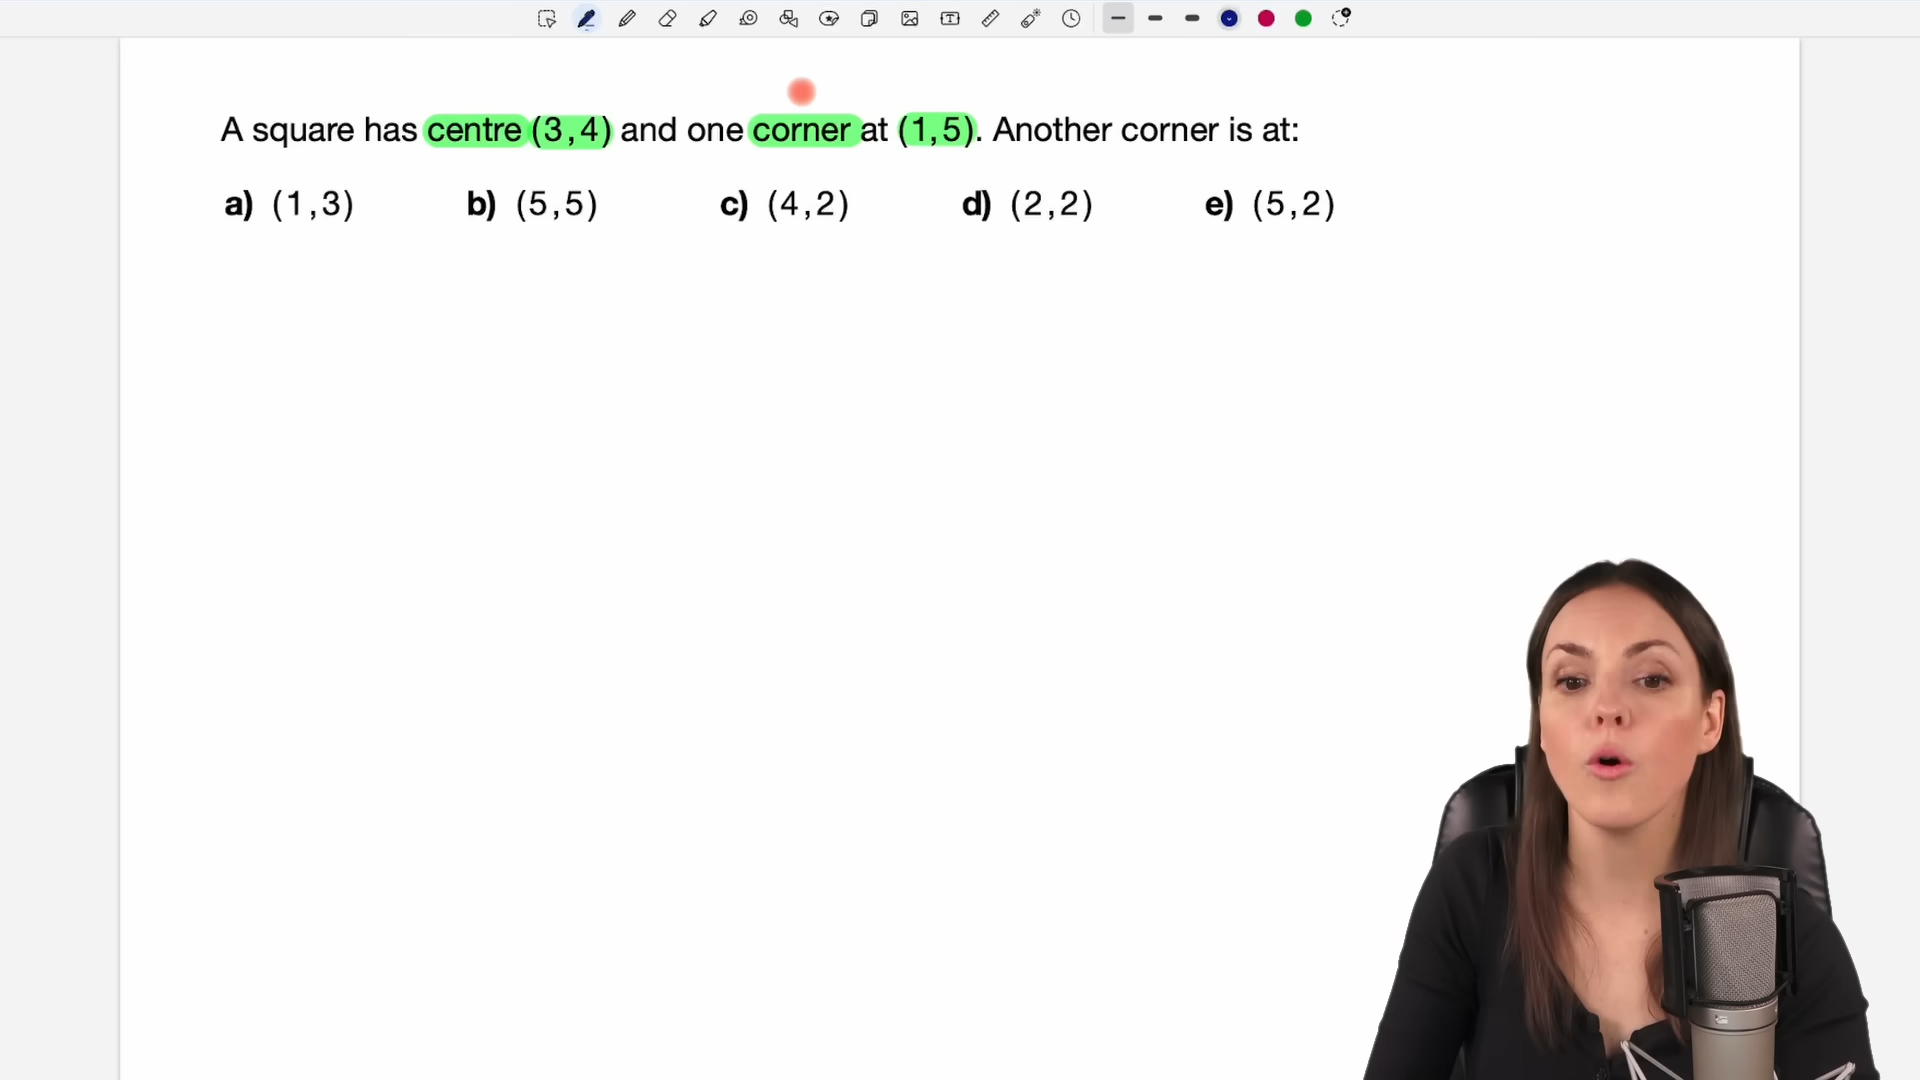 A square has centre (3,4) and one corner at (1,5). Another corner is at:
a) (1,3) b) (5,5) c) (4,2) d) (2,2) e) (5,2)